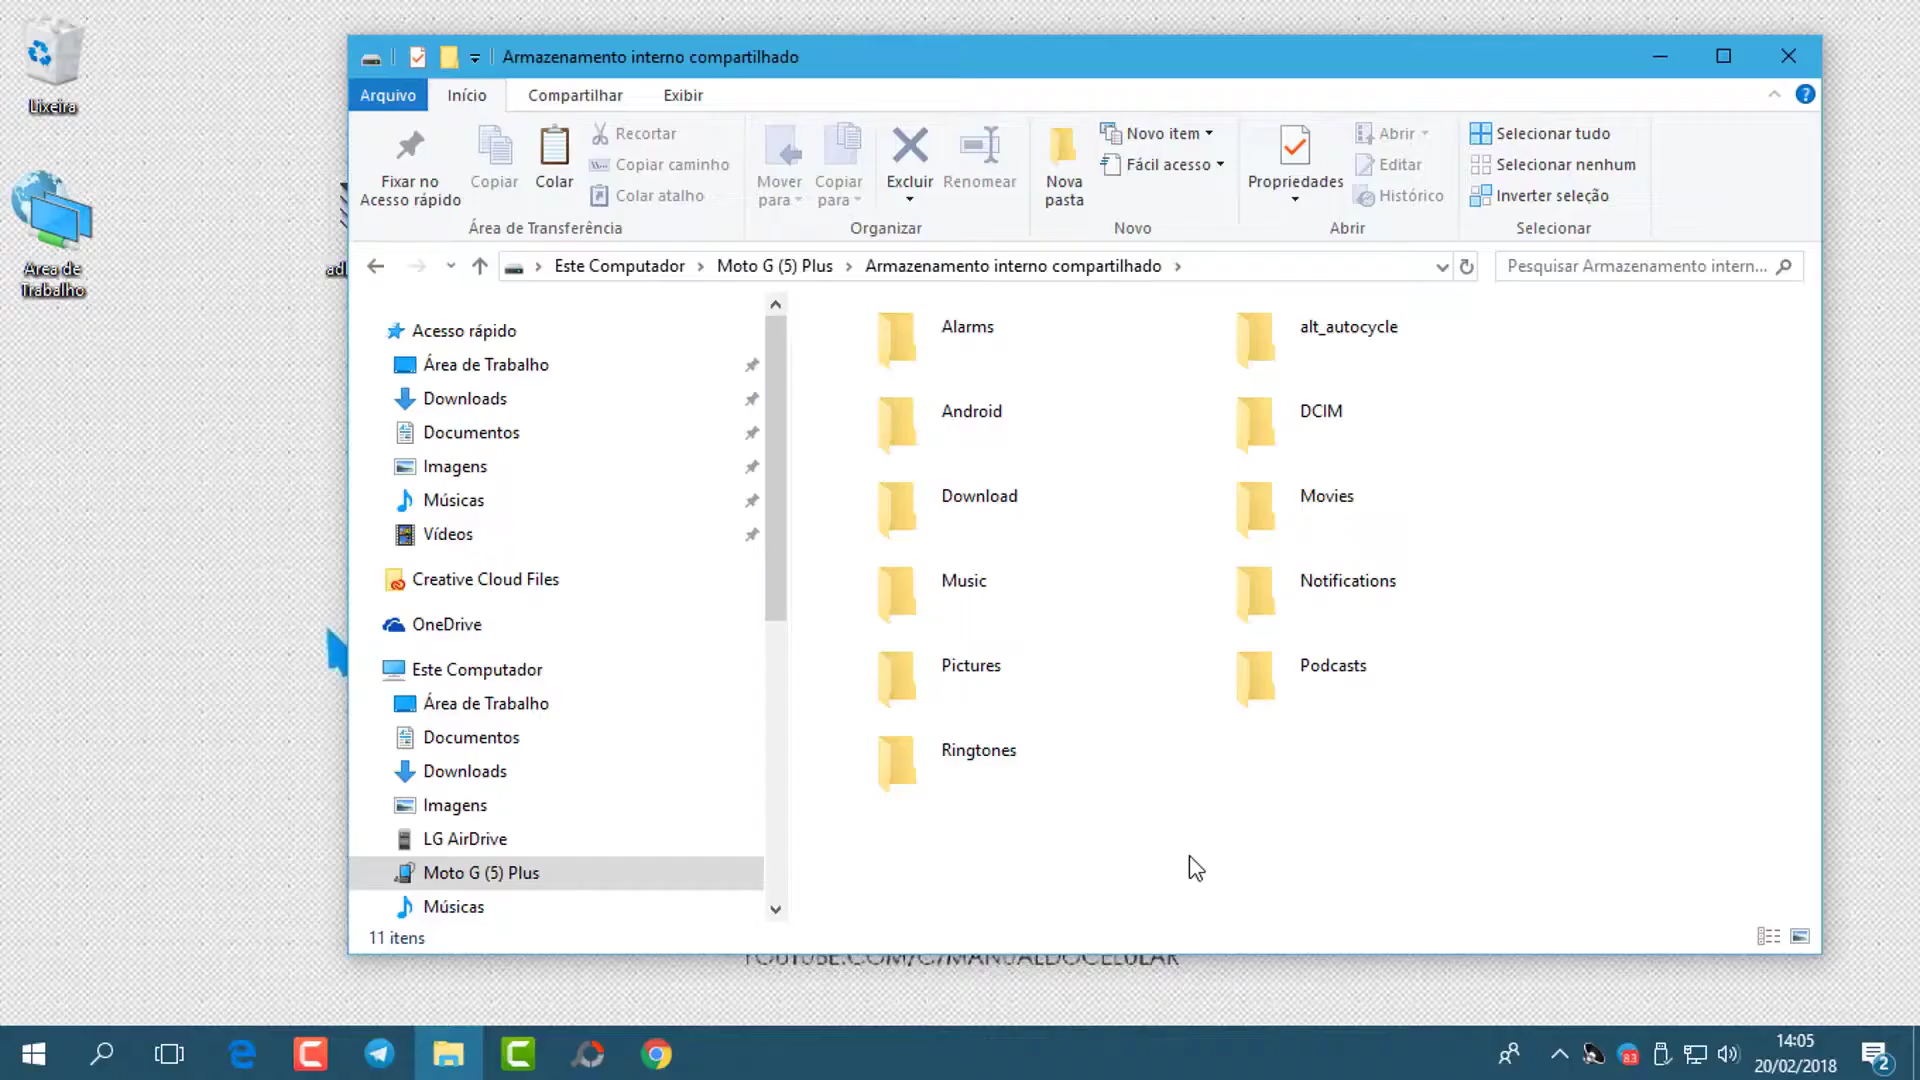 Lixeira
Área de
Trabalho
Armazenamento interno compartilhado
Arquivo
Início
Compartilhar
Exibir
Fixar no
Acesso rápido
Copiar
Colar
Recortar
Copiar caminho
Colar atalho
Área de Transferência
Mover
para
Copiar
para
Excluir
Renomear
Organizar
Nova
pasta
Novo item
Fácil acesso
Novo
Propriedades
Abrir
Editar
Histórico
Abrir
Selecionar tudo
Selecionar nenhum
Inverter seleção
Selecionar
Este Computador > Moto G (5) Plus > Armazenamento interno compartilhado >
Pesquisar Armazenamento intern...
Acesso rápido
Área de Trabalho
Downloads
Documentos
Imagens
Músicas
Vídeos
Creative Cloud Files
OneDrive
Este Computador
Área de Trabalho
Documentos
Downloads
Imagens
LG AirDrive
Moto G (5) Plus
Músicas
Alarms
alt_autocycle
Android
DCIM
Download
Movies
Music
Notifications
Pictures
Podcasts
Ringtones
11 itens
YOUTUBE.COM/C/MANUALDOCELULAR
83
14:05
20/02/2018
2